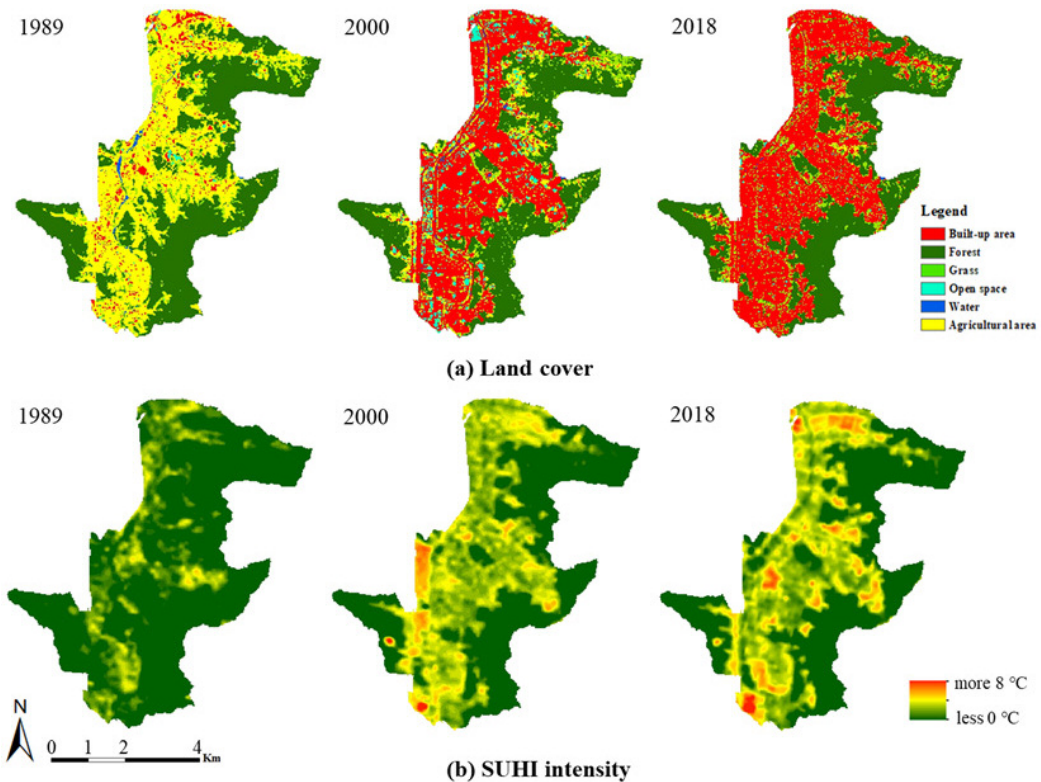 1989
2000
2018
Legend
Built-up area
Forest
Grass
Open space
Water
Agricultural area
(a) Land cover
1989
2000
2018
more 8 °C
less 0 °C
N
0 1 2 4 Km
(b) SUHI intensity